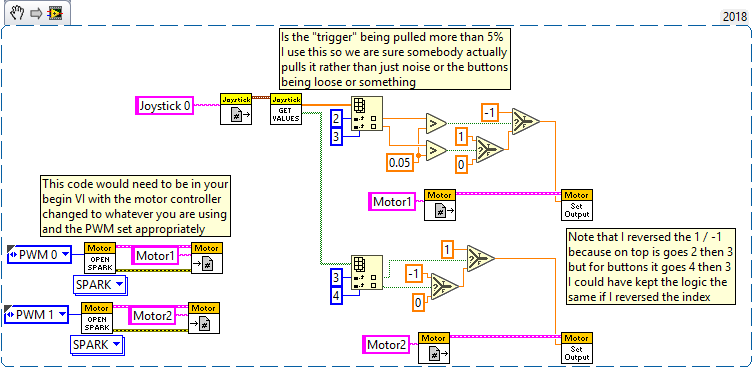 2018
Is the "trigger" being pulled more than 5%
I use this so we are sure somebody actually
pulls it rather than just noise or the buttons
being loose or something
Joystick 0
Joystick
#
Joystick
GET
VALUES
2
3
0.05
>
>
1
0
?
T
F
-1
?
T
F
Motor1
Motor
#
Motor
Set
Output
This code would need to be in your
begin VI with the motor controller
changed to whatever you are using
and the PWM set appropriately
PWM 0
Motor
OPEN
SPARK
SPARK
Motor1
Motor
#
PWM 1
Motor
OPEN
SPARK
SPARK
Motor2
Motor
#
3
4
-1
0
?
T
F
1
?
T
F
Note that I reversed the 1 / -1
because on top is goes 2 then 3
but for buttons it goes 4 then 3
I could have kept the logic the
same if I reversed the index
Motor2
Motor
#
Motor
Set
Output